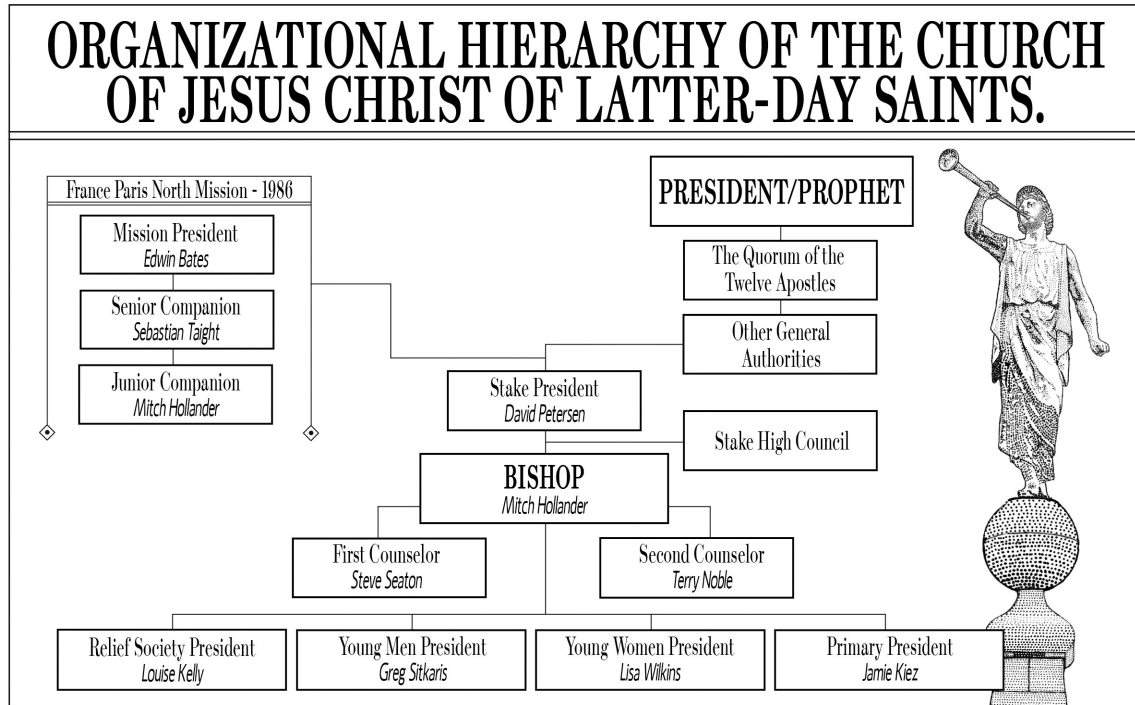 ORGANIZATIONAL HIERARCHY OF THE CHURCH
OF JESUS CHRIST OF LATTER-DAY SAINTS.
France Paris North Mission - 1986
Mission President
Edwin Bates
Senior Companion
Sebastian Taight
Junior Companion
Mitch Hollander
PRESIDENT/PROPHET
The Quorum of the
Twelve Apostles
Other General
Authorities
Stake President
David Petersen
Stake High Council
BISHOP
Mitch Hollander
First Counselor
Steve Seaton
Second Counselor
Terry Noble
Relief Society President
Louise Kelly
Young Men President
Greg Sitkaris
Young Women President
Lisa Wilkins
Primary President
Jamie Kiez